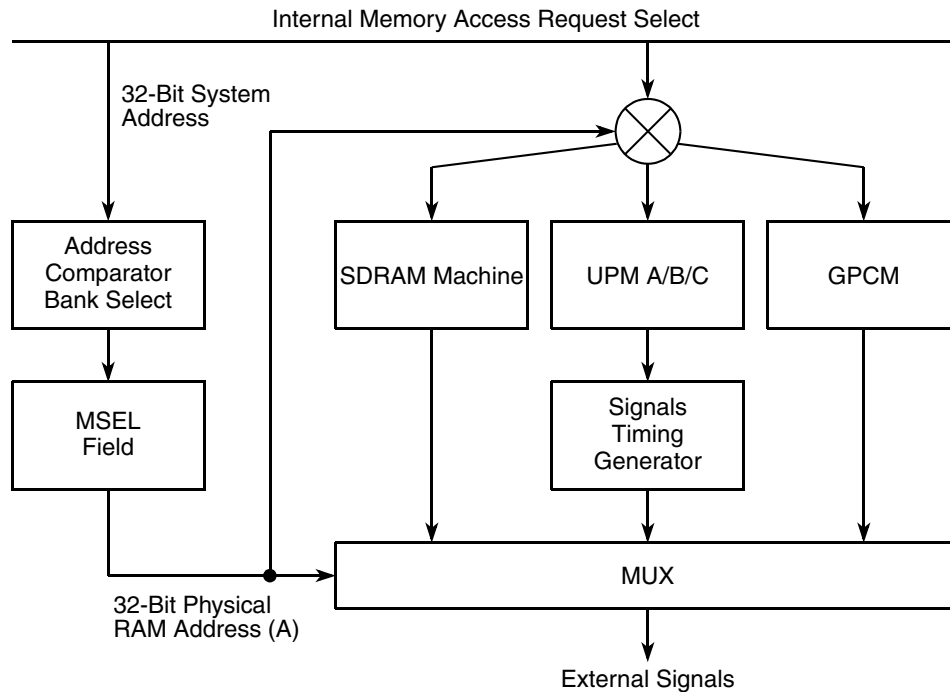 Internal Memory Access Request Select
32-Bit System
Address
Address
Comparator
Bank Select
SDRAM Machine
UPM A/B/C
GPCM
MSEL
Field
Signals
Timing
Generator
MUX
32-Bit Physical
RAM Address (A)
External Signals